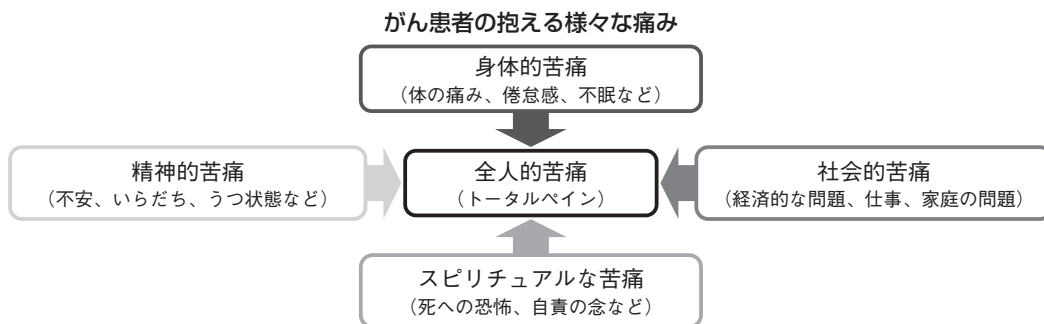 がん患者の抱える様々な痛み
身体的苦痛
（体の痛み、倦怠感、不眠など）
精神的苦痛
（不安、いらだち、うつ状態など）
全人的苦痛
（トータルペイン）
社会的苦痛
（経済的な問題、仕事、家庭の問題）
スピリチュアルな苦痛
（死への恐怖、自責の念など）